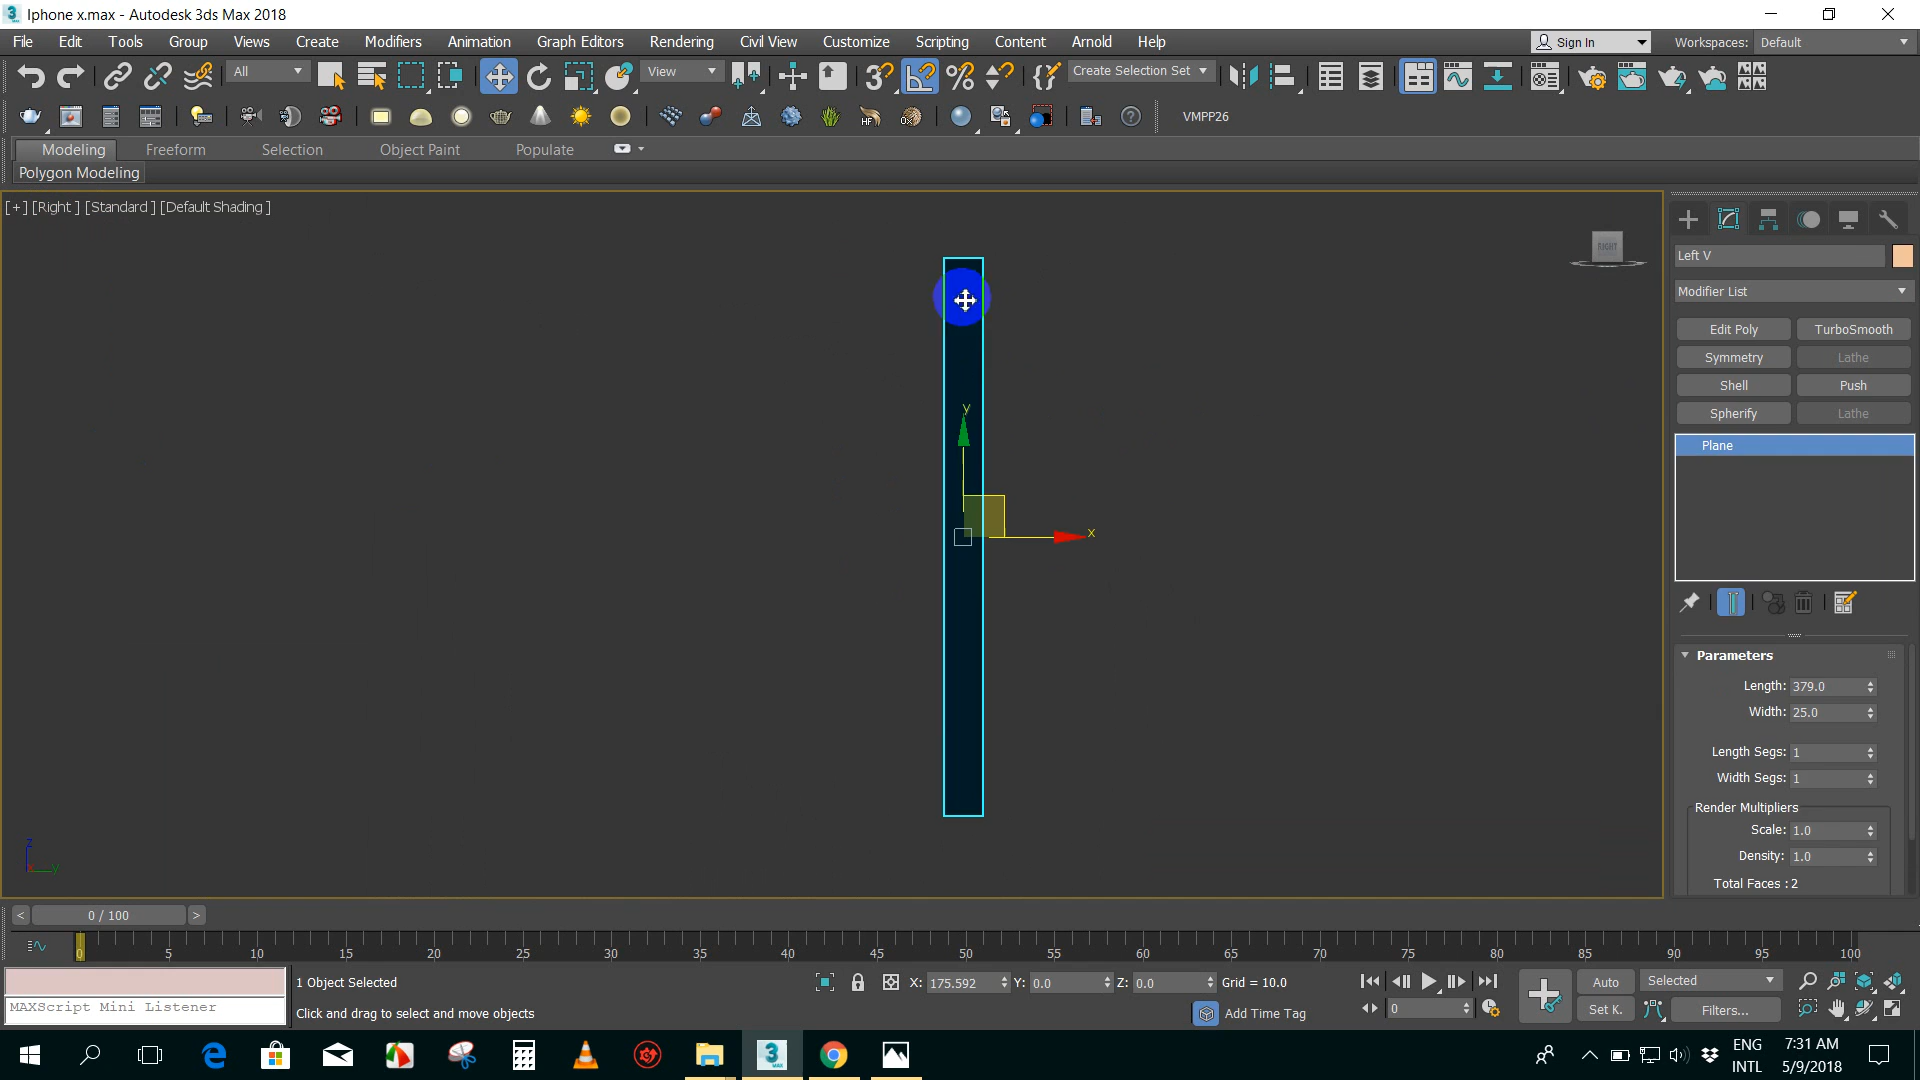 Iphone x.max - Autodesk 3ds Max 2018
File Edit Tools Group Views Create Modifiers Animation Graph Editors Rendering Civil View Customize Scripting Content Arnold Help
Sign In Workspaces: Default
All View Create Selection Set
VMPP26
Modeling Freeform Selection Object Paint Populate
Polygon Modeling
[+] [Right ] [Standard ] [Default Shading ]
RIGHT
Left V
Modifier List
Edit Poly TurboSmooth
Symmetry Lathe
Shell Push
Spherify Lathe
Plane
y
x
Parameters
Length: 379.0
Width: 25.0
Length Segs: 1
Width Segs: 1
Render Multipliers
Scale: 1.0
Density: 1.0
Total Faces : 2
z
x y
< 0 / 100 >
0 5 10 15 20 25 30 35 40 45 50 55 60 65 70 75 80 85 90 95 100
1 Object Selected X: 175.592 Y: 0.0 Z: 0.0 Grid = 10.0 Auto Selected
MAXScript Mini Listener
Click and drag to select and move objects Add Time Tag 0 Set K. Filters...
ENG 7:31 AM
INTL 5/9/2018